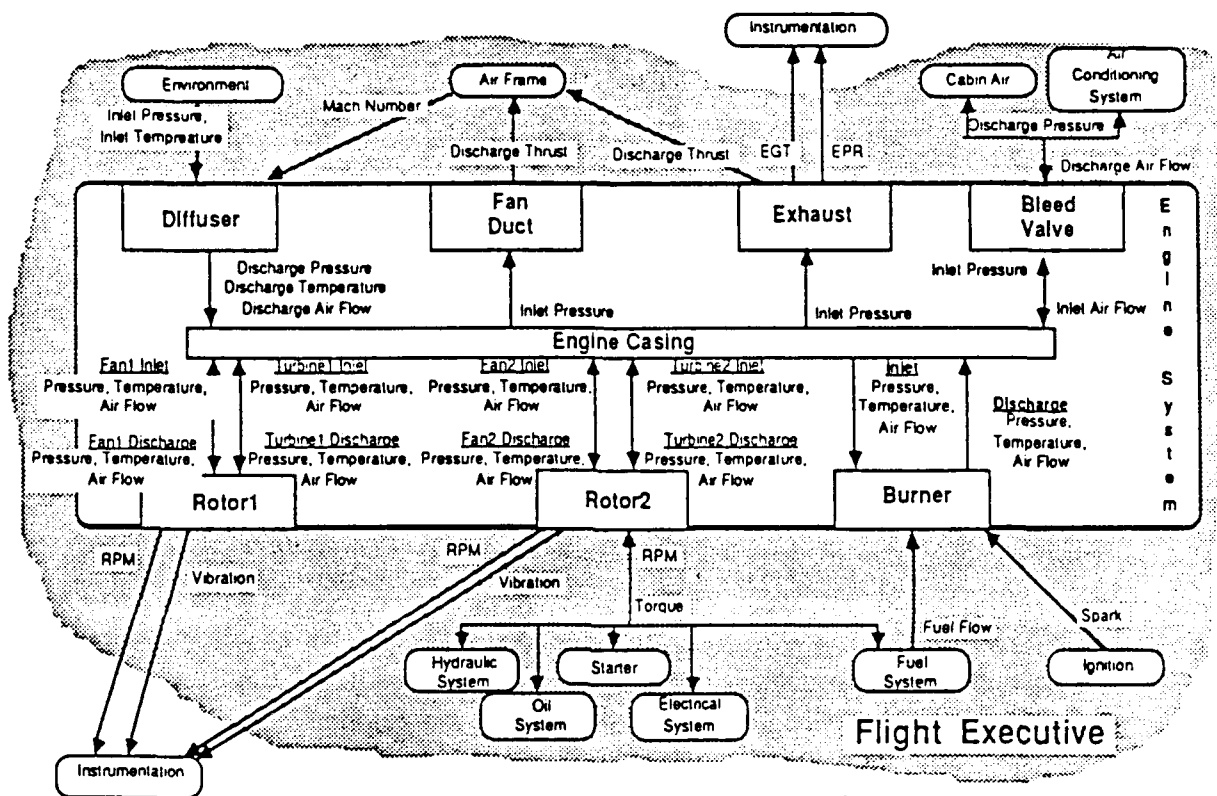 Instrumentation
Environment
Air Frame
Cabin Air
Air
Conditioning
System
Mach Number
Inlet Pressure,
Inlet Tempreature
Discharge Pressure
Discharge Thrust
Discharge Thrust
EGT
EPR
Discharge Air Flow
Diffuser
Fan
Duct
Exhaust
Bleed
Valve
Engine System
Discharge Pressure
Discharge Temperature
Discharge Air Flow
Inlet Pressure
Inlet Pressure
Inlet Pressure
Inlet Air Flow
Engine Casing
Fan1 Inlet
Pressure, Temperature,
Air Flow
Turbine1 Inlet
Pressure, Temperature,
Air Flow
Fan2 Inlet
Pressure, Temperature,
Air Flow
Turbine2 Inlet
Pressure, Temperature,
Air Flow
Inlet
Pressure,
Temperature,
Air Flow
Discharge
Pressure,
Temperature,
Air Flow
Fan1 Discharge
Pressure, Temperature,
Air Flow
Turbine1 Discharge
Pressure, Temperature,
Air Flow
Fan2 Discharge
Pressure, Temperature,
Air Flow
Turbine2 Discharge
Pressure, Temperature,
Air Flow
Rotor1
Rotor2
Burner
RPM
Vibration
RPM
Vibration
RPM
Torque
Fuel Flow
Spark
Hydraulic
System
Oil
System
Starter
Electrical
System
Fuel
System
Ignition
Flight Executive
Instrumentation